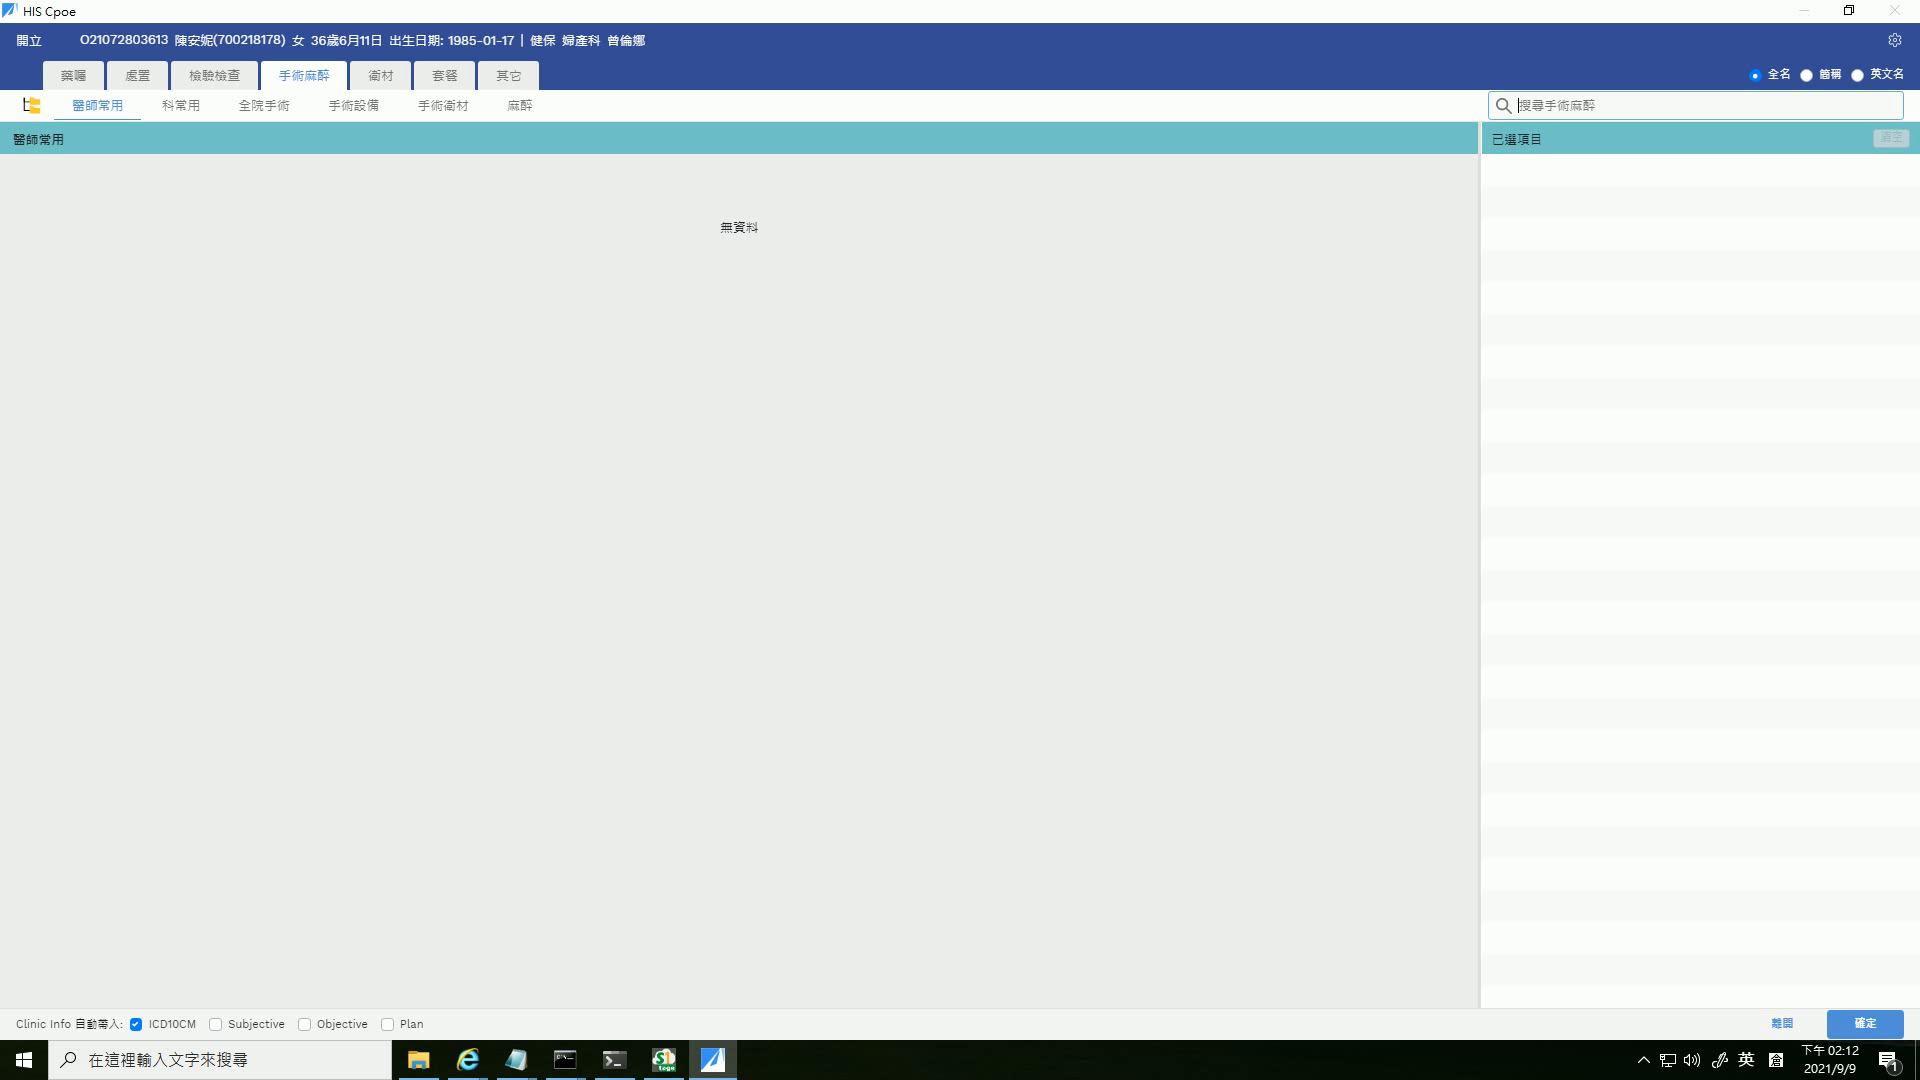 HIS Cpoe
開立 O21072803613 陳安妮(700218178) 女 36歲6月11日 出生日期: 1985-01-17 | 健保 婦產科 曾倫娜
藥囑 處置 檢驗檢查 手術麻醉 衛材 套餐 其它
全名 簡稱 英文名
醫師常用 科常用 全院手術 手術設備 手術衛材 麻醉
搜尋手術麻醉
醫師常用
已選項目 清空
無資料
Clinic Info 自動帶入: ICD10CM Subjective Objective Plan
離開 確定
在這裡輸入文字來搜尋
英
下午 02:12
2021/9/9
1